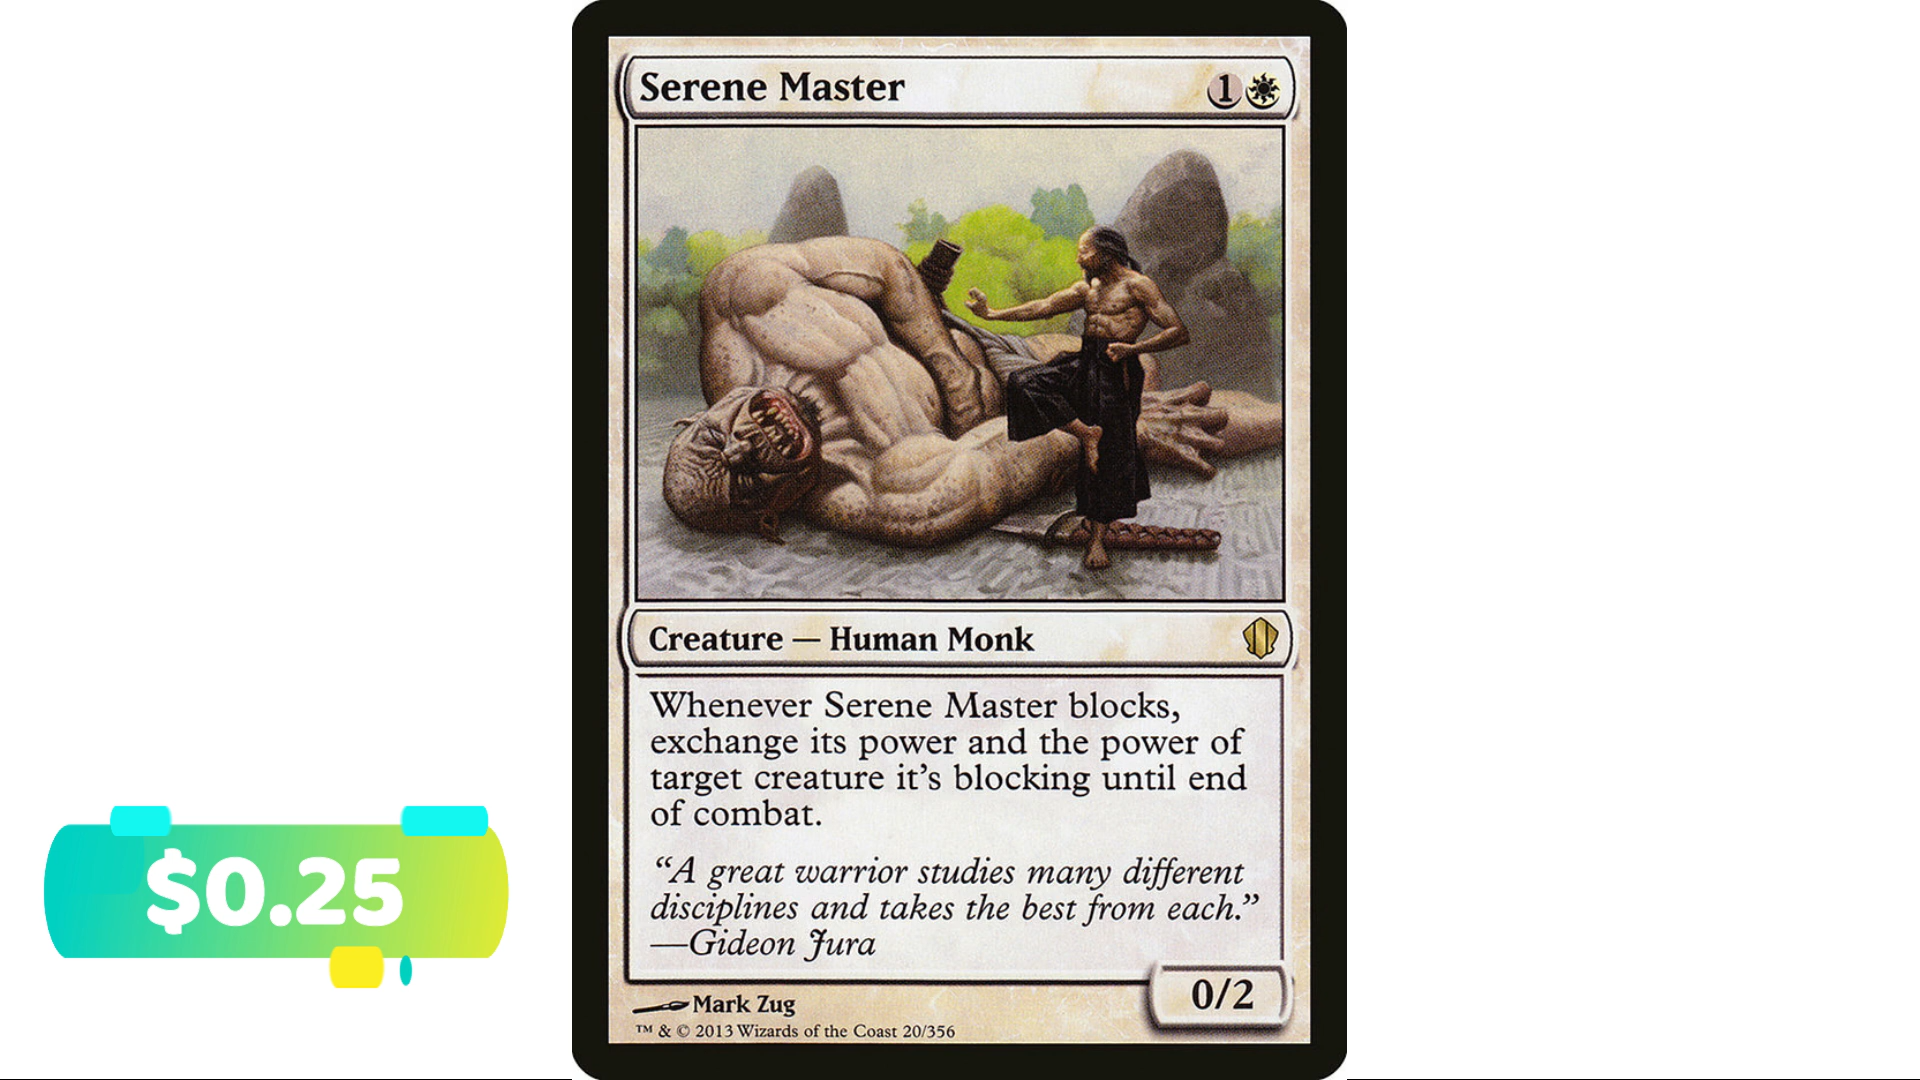 Serene Master 1
Creature — Human Monk
Whenever Serene Master blocks,
exchange its power and the power of
target creature it’s blocking until end
of combat.
“A great warrior studies many different
disciplines and takes the best from each.”
—Gideon Jura
0/2
Mark Zug
™ & © 2013 Wizards of the Coast 20/356
$0.25